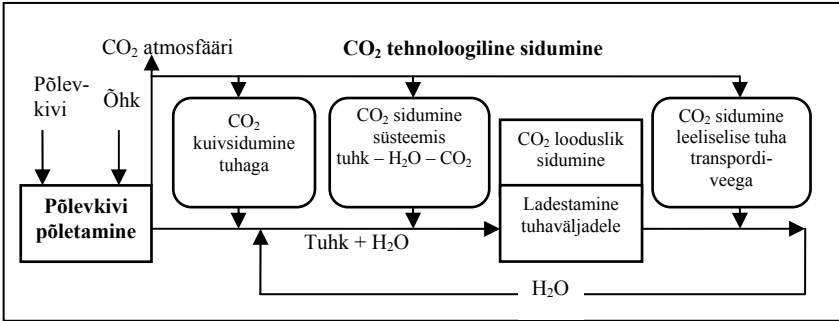 CO₂ atmosfääri
CO₂ tehnoloogiline sidumine
Põlev-
kivi
Õhk
CO₂
kuivsidumine
tuhaga
CO₂ sidumine
süsteemis
tuhk – H₂O – CO₂
CO₂ looduslik
sidumine
CO₂ sidumine
leeliselise tuha
transpordi-
veega
Põlevkivi
põletamine
Ladestamine
tuhaväljadele
Tuhk + H₂O
H₂O